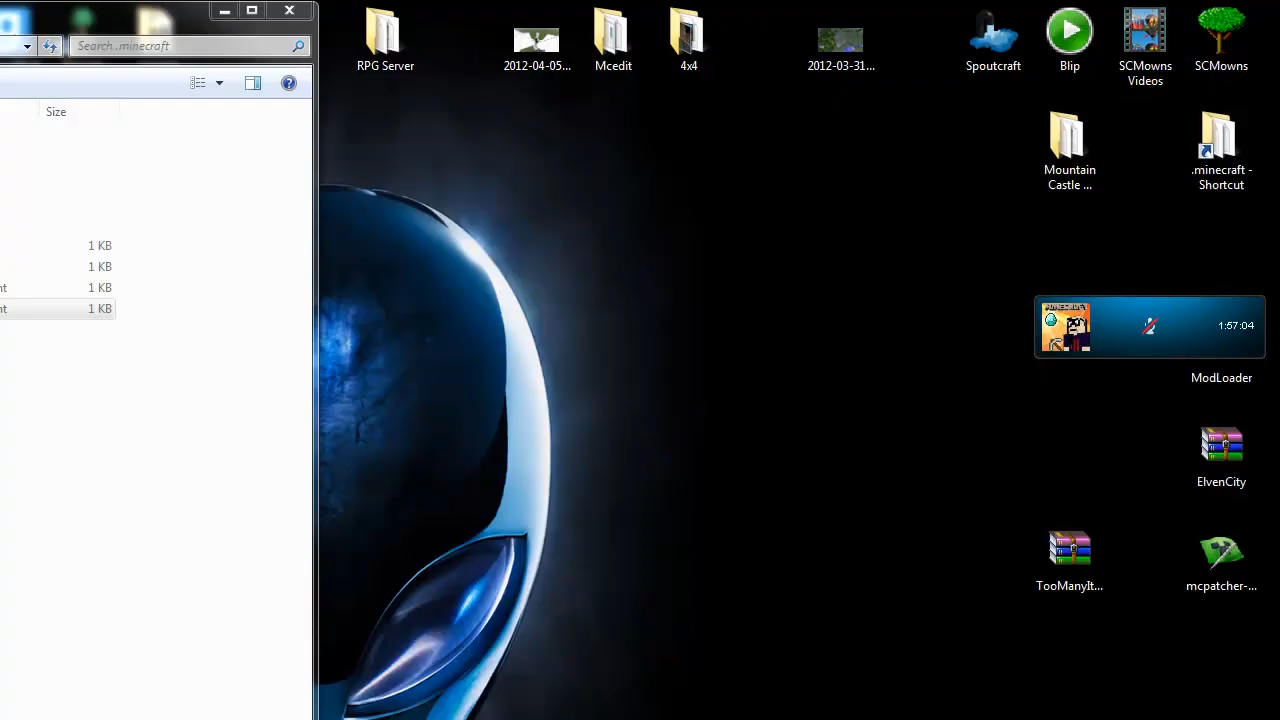 Search .minecraft
Size
1 KB
1 KB
nt
1 KB
nt
1 KB
RPG Server
2012-04-05...
Mcedit
4x4
2012-03-31...
Spoutcraft
Blip
SCMowns
Videos
SCMowns
Mountain
Castle ...
.minecraft -
Shortcut
1:57:04
ModLoader
ElvenCity
TooManyIt...
mcpatcher-...